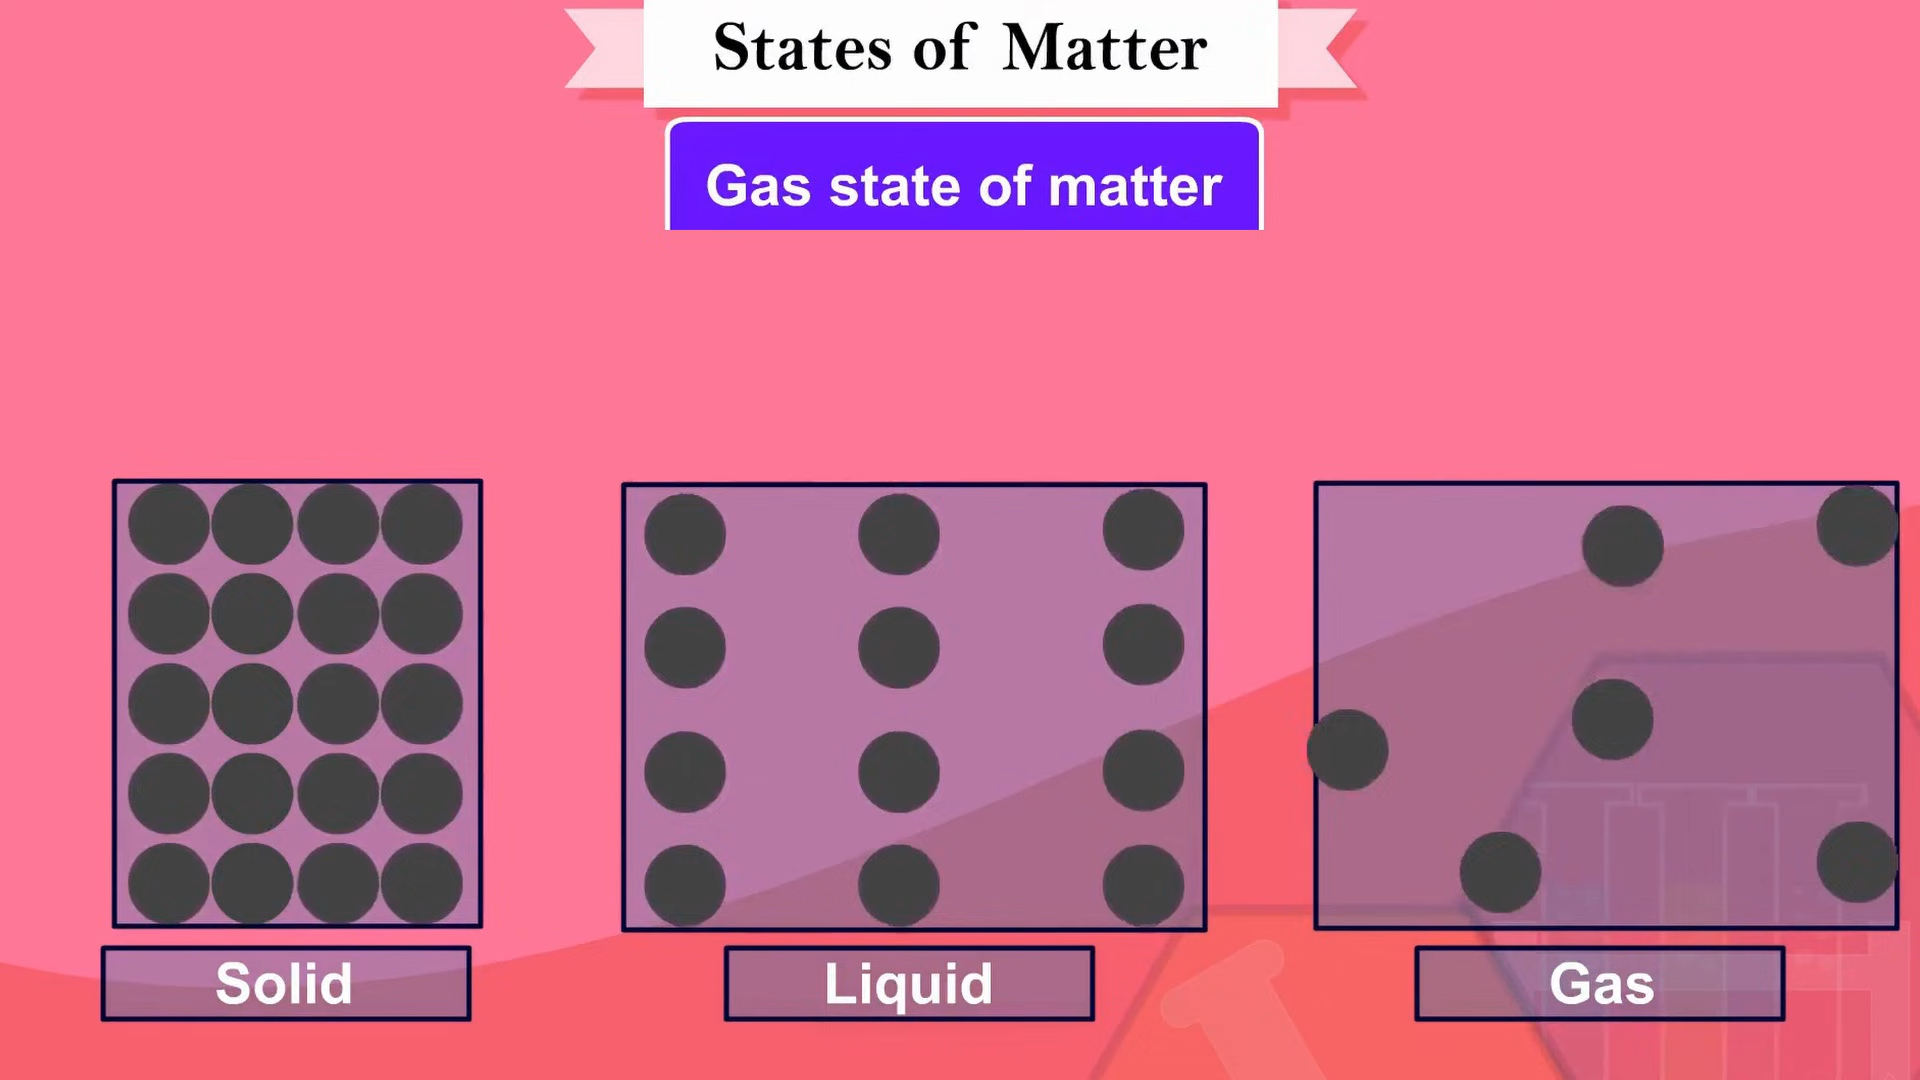 States of Matter
Gas state of matter
Solid
Liquid
Gas